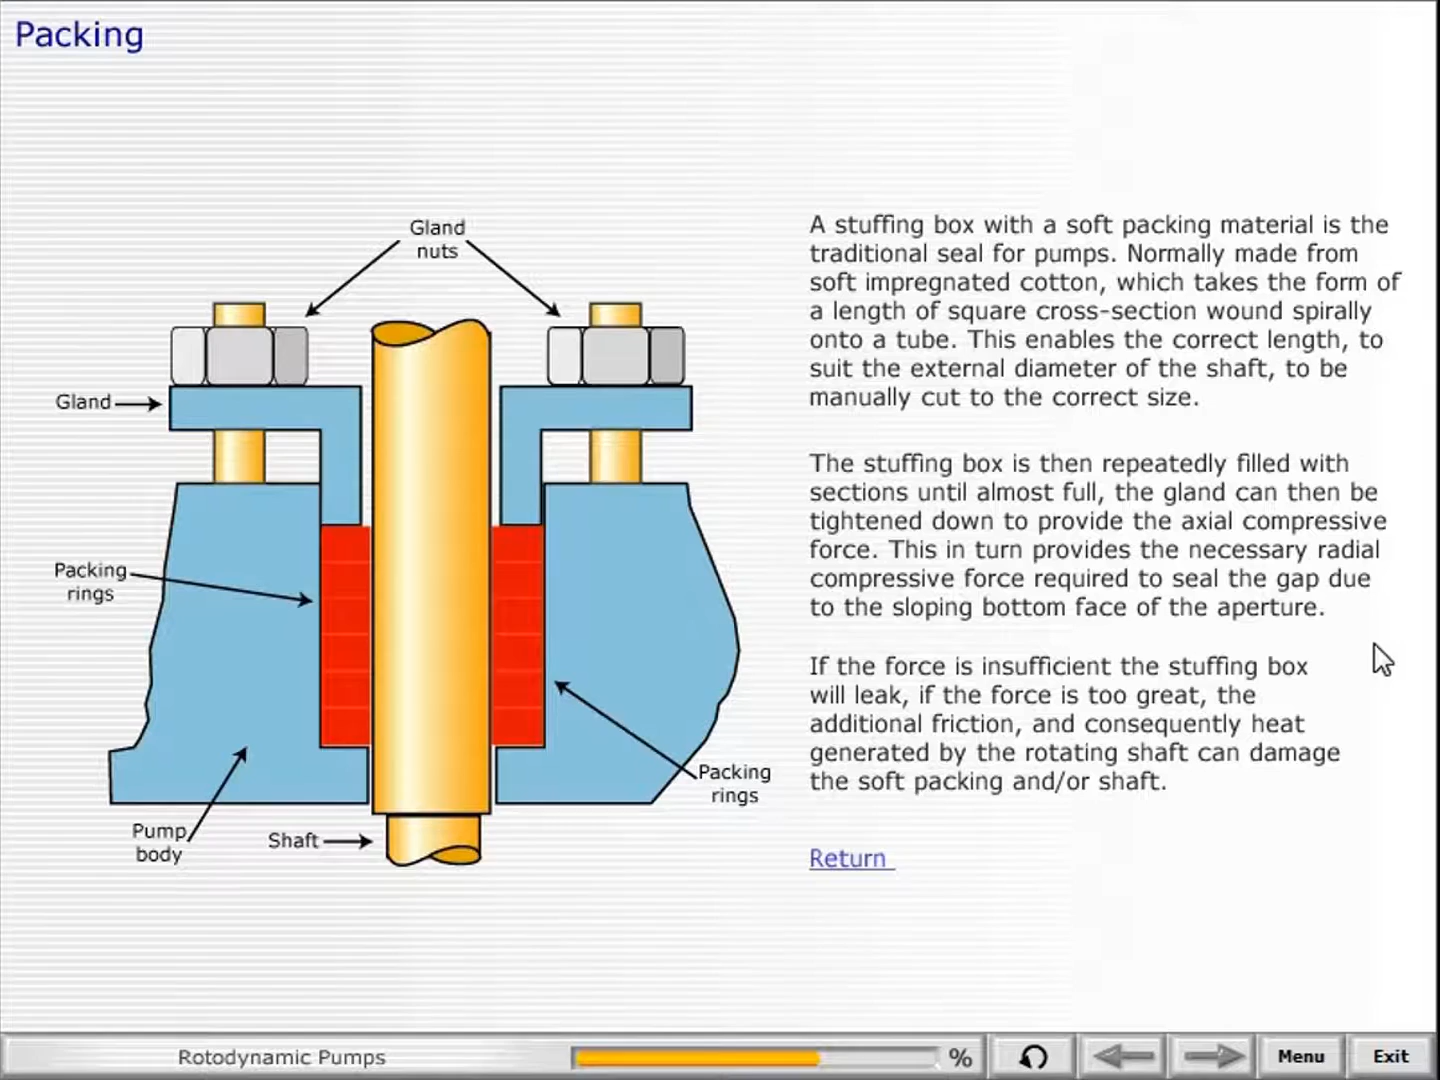 Packing
Gland
nuts
Gland
Packing
rings
Packing
rings
Pump
body
Shaft
A stuffing box with a soft packing material is the
traditional seal for pumps. Normally made from
soft impregnated cotton, which takes the form of
a length of square cross-section wound spirally
onto a tube. This enables the correct length, to
suit the external diameter of the shaft, to be
manually cut to the correct size.
The stuffing box is then repeatedly filled with
sections until almost full, the gland can then be
tightened down to provide the axial compressive
force. This in turn provides the necessary radial
compressive force required to seal the gap due
to the sloping bottom face of the aperture.
If the force is insufficient the stuffing box
will leak, if the force is too great, the
additional friction, and consequently heat
generated by the rotating shaft can damage
the soft packing and/or shaft.
Return
Rotodynamic Pumps
%
Menu
Exit